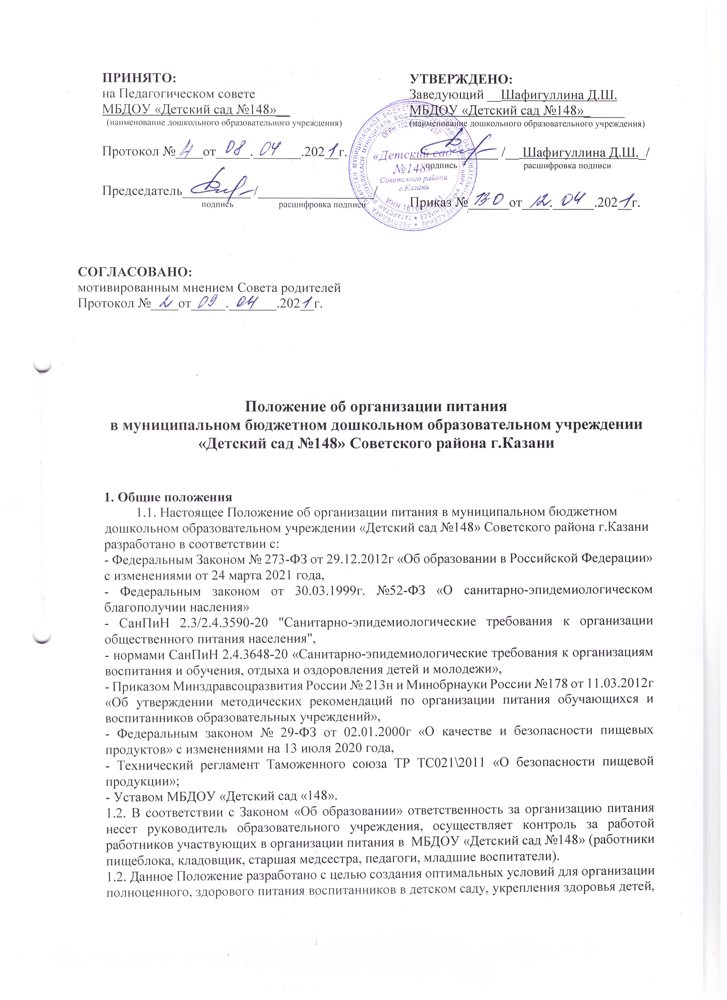 ПРИНЯТО:
на Педагогическом совете
МБДОУ «Детский сад №148»__
(наименование дошкольного образовательного учреждения)
Протокол №4 от 08.04.2021г.
Председатель__________/_________________/
подпись расшифровка подписи
УТВЕРЖДЕНО:
Заведующий __Шафигуллина Д.Ш.
МБДОУ «Детский сад №148»_
(наименование дошкольного образовательного учреждения)
_____________ /__Шафигуллина Д.Ш._/
подпись расшифровка подписи
Приказ №130 от 12.04.2021г.
«Детский сад
№148»
Советского района
г.Казани
СОГЛАСОВАНО:
мотивированным мнением Совета родителей
Протокол №2 от 09.04.2021г.
Положение об организации питания
в муниципальном бюджетном дошкольном образовательном учреждении
«Детский сад №148» Советского района г.Казани
1. Общие положения
1.1. Настоящее Положение об организации питания в муниципальном бюджетном
дошкольном образовательном учреждении «Детский сад №148» Советского района г.Казани
разработано в соответствии с:
- Федеральным Законом № 273-ФЗ от 29.12.2012г «Об образовании в Российской Федерации»
с изменениями от 24 марта 2021 года,
- Федеральным законом от 30.03.1999г. №52-ФЗ «О санитарно-эпидемиологическом
благополучии насления»
- СанПиН 2.3/2.4.3590-20 "Санитарно-эпидемиологические требования к организации
общественного питания населения",
- нормами СанПиН 2.4.3648-20 «Санитарно-эпидемиологические требования к организациям
воспитания и обучения, отдыха и оздоровления детей и молодежи»,
- Приказом Минздравсоцразвития России № 213н и Минобрнауки России №178 от 11.03.2012г
«Об утверждении методических рекомендаций по организации питания обучающихся и
воспитанников образовательных учреждений»,
- Федеральным законом № 29-ФЗ от 02.01.2000г «О качестве и безопасности пищевых
продуктов» с изменениями на 13 июля 2020 года,
- Технический регламент Таможенного союза ТР ТС021\2011 «О безопасности пищевой
продукции»;
- Уставом МБДОУ «Детский сад «148».
1.2. В соответствии с Законом «Об образовании» ответственность за организацию питания
несет руководитель образовательного учреждения, осуществляет контроль за работой
работников участвующих в организации питания в МБДОУ «Детский сад №148» (работники
пищеблока, кладовщик, старшая медсестра, педагоги, младшие воспитатели).
1.2. Данное Положение разработано с целью создания оптимальных условий для организации
полноценного, здорового питания воспитанников в детском саду, укрепления здоровья детей,